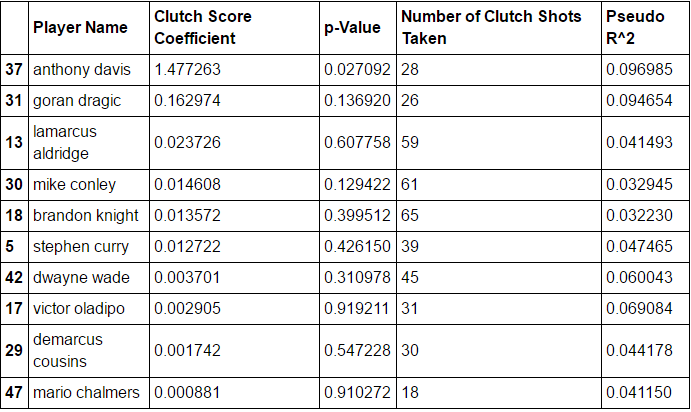 Player Name Clutch Score Coefficient p-Value Number of Clutch Shots Taken Pseudo R^2
37 anthony davis 1.477263 0.027092 28 0.096985
31 goran dragic 0.162974 0.136920 26 0.094654
13 lamarcus aldridge 0.023726 0.607758 59 0.041493
30 mike conley 0.014608 0.129422 61 0.032945
18 brandon knight 0.013572 0.399512 65 0.032230
5 stephen curry 0.012722 0.426150 39 0.047465
42 dwayne wade 0.003701 0.310978 45 0.060043
17 victor oladipo 0.002905 0.919211 31 0.069084
29 demarcus cousins 0.001742 0.547228 30 0.044178
47 mario chalmers 0.000881 0.910272 18 0.041150